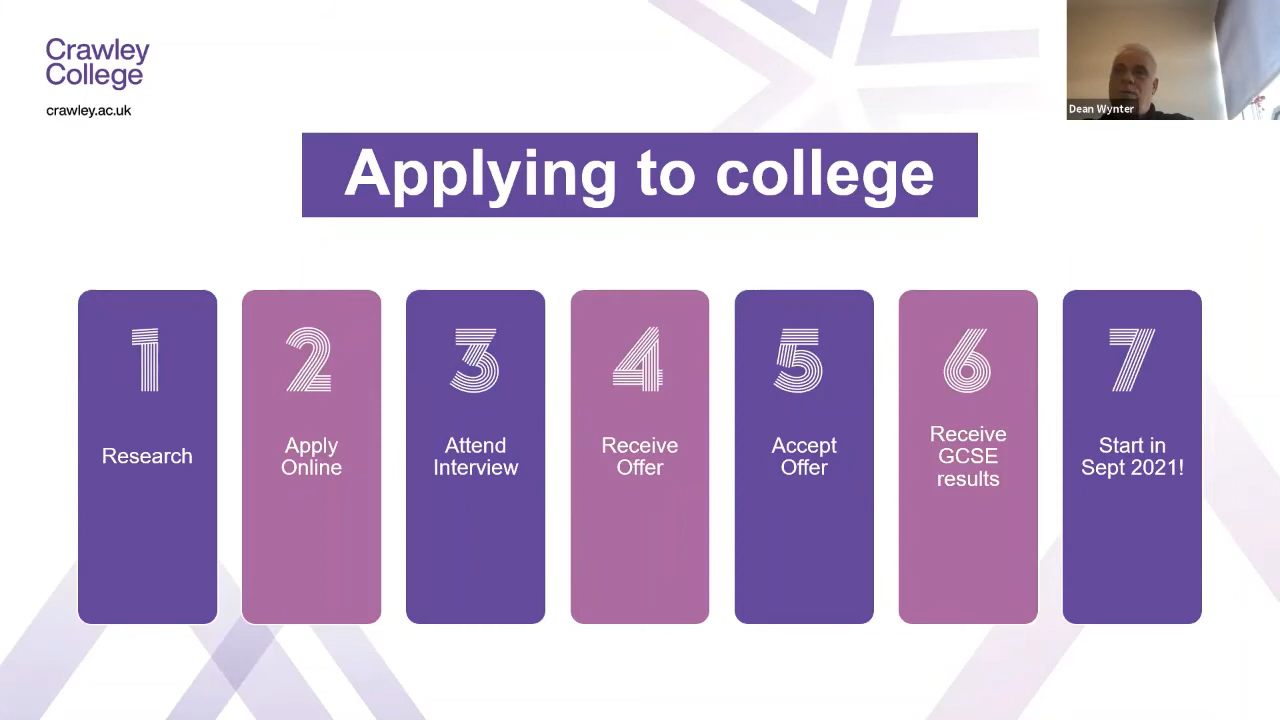 Crawley
College
crawley.ac.uk
Dean Wynter
Applying to college
1
Research
2
Apply
Online
3
Attend
Interview
4
Receive
Offer
5
Accept
Offer
6
Receive
GCSE
results
7
Start in
Sept 2021!